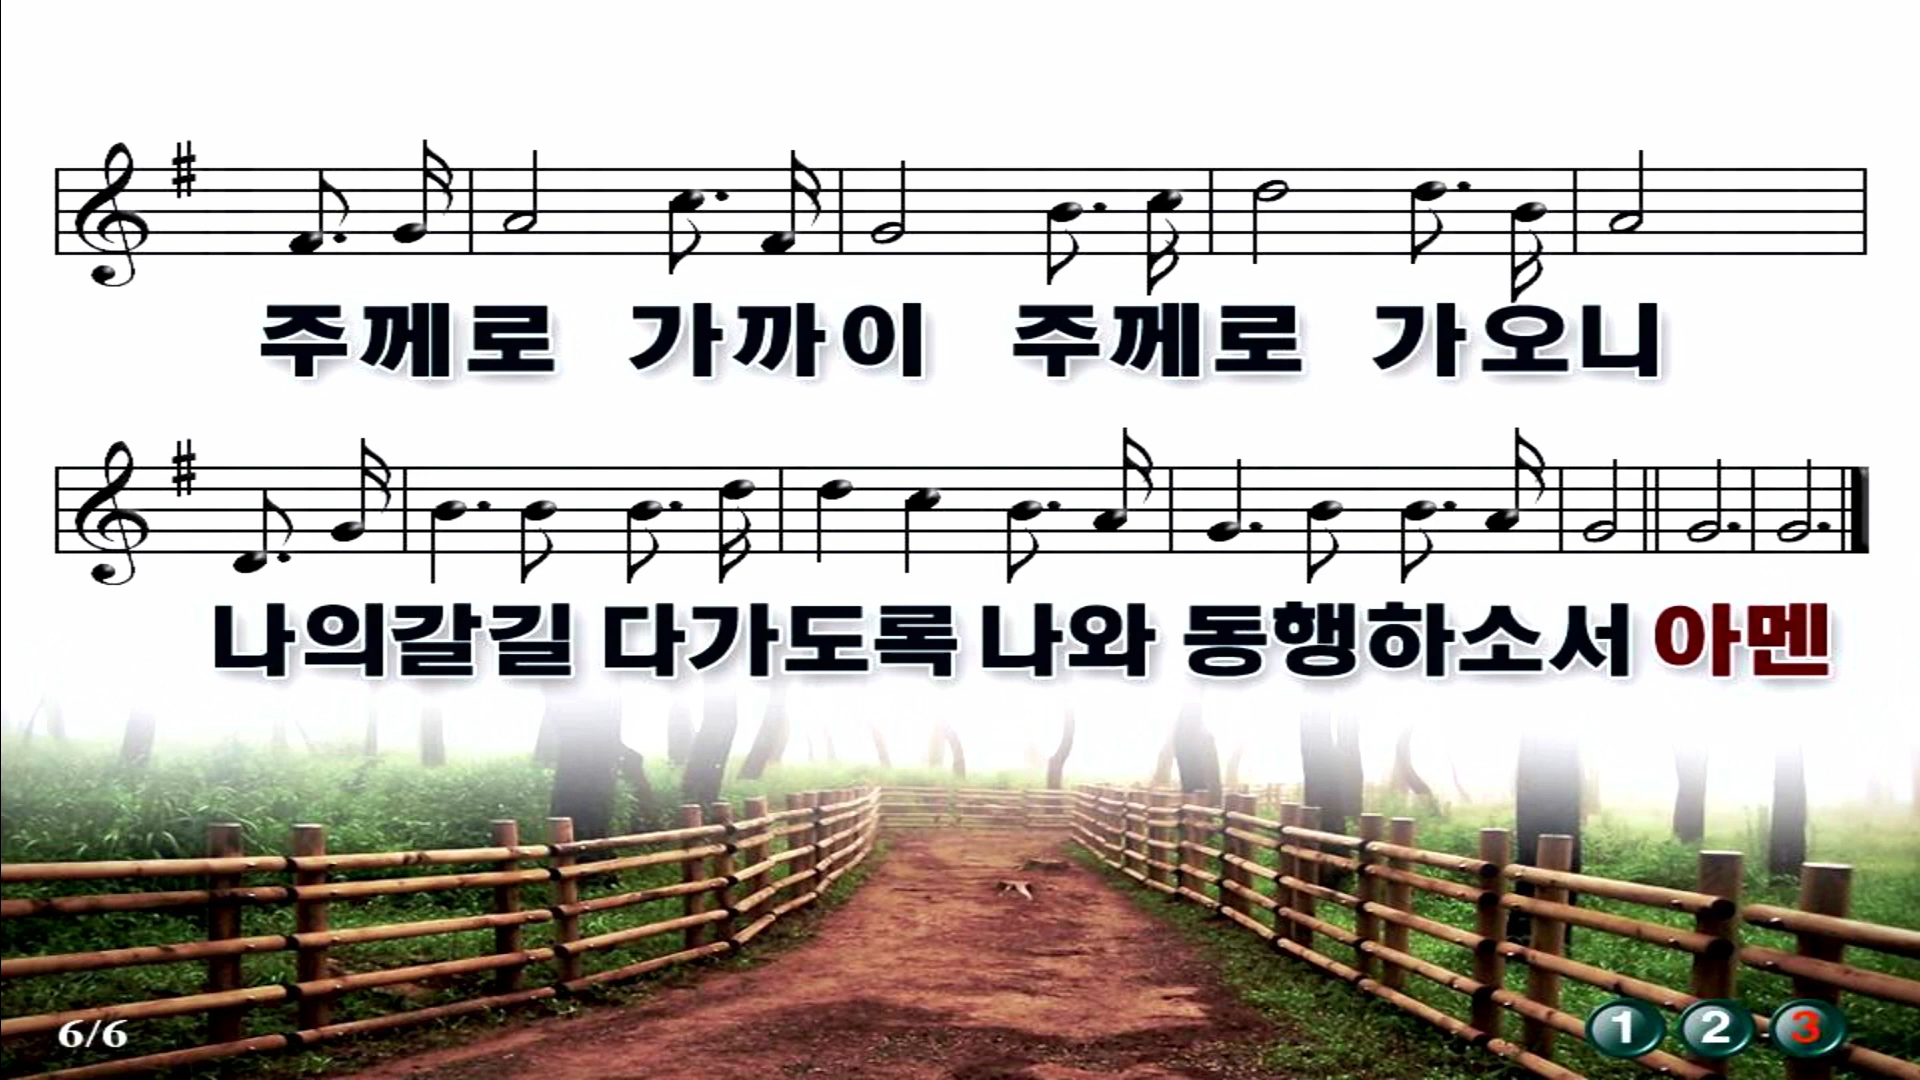 주께로 가까이 주께로 가오니
나의갈길 다가도록 나와 동행하소서 아멘
6/6
1 2 3